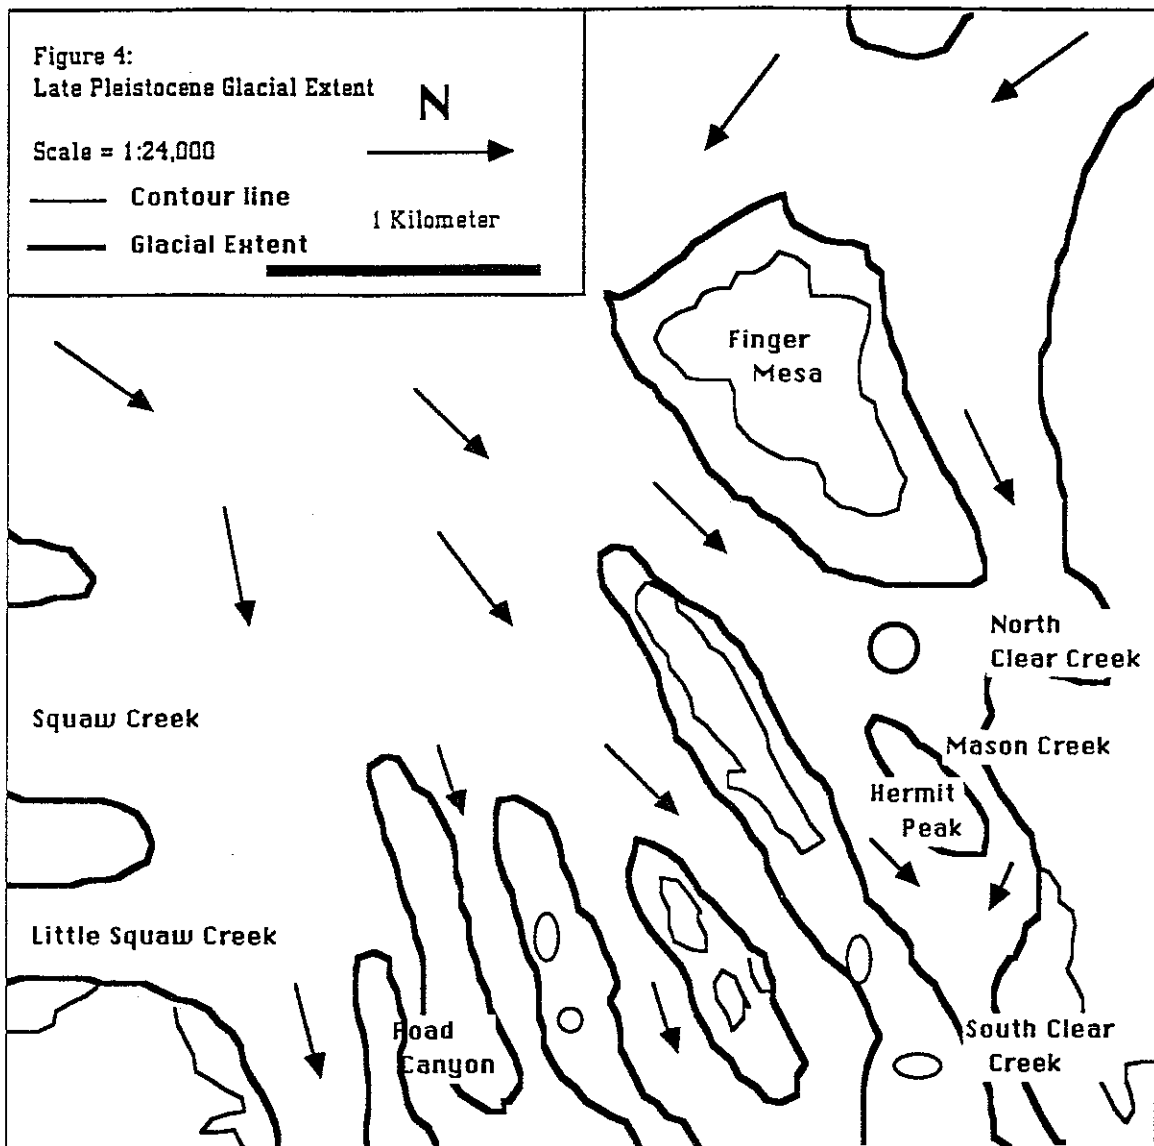 Figure 4:
Late Pleistocene Glacial Extent
N
Scale = 1:24,000
Contour line
1 Kilometer
Glacial Extent
Finger
Mesa
North
Clear Creek
Squaw Creek
Mason Creek
Hermit
Peak
Little Squaw Creek
Road
Canyon
South Clear
Creek